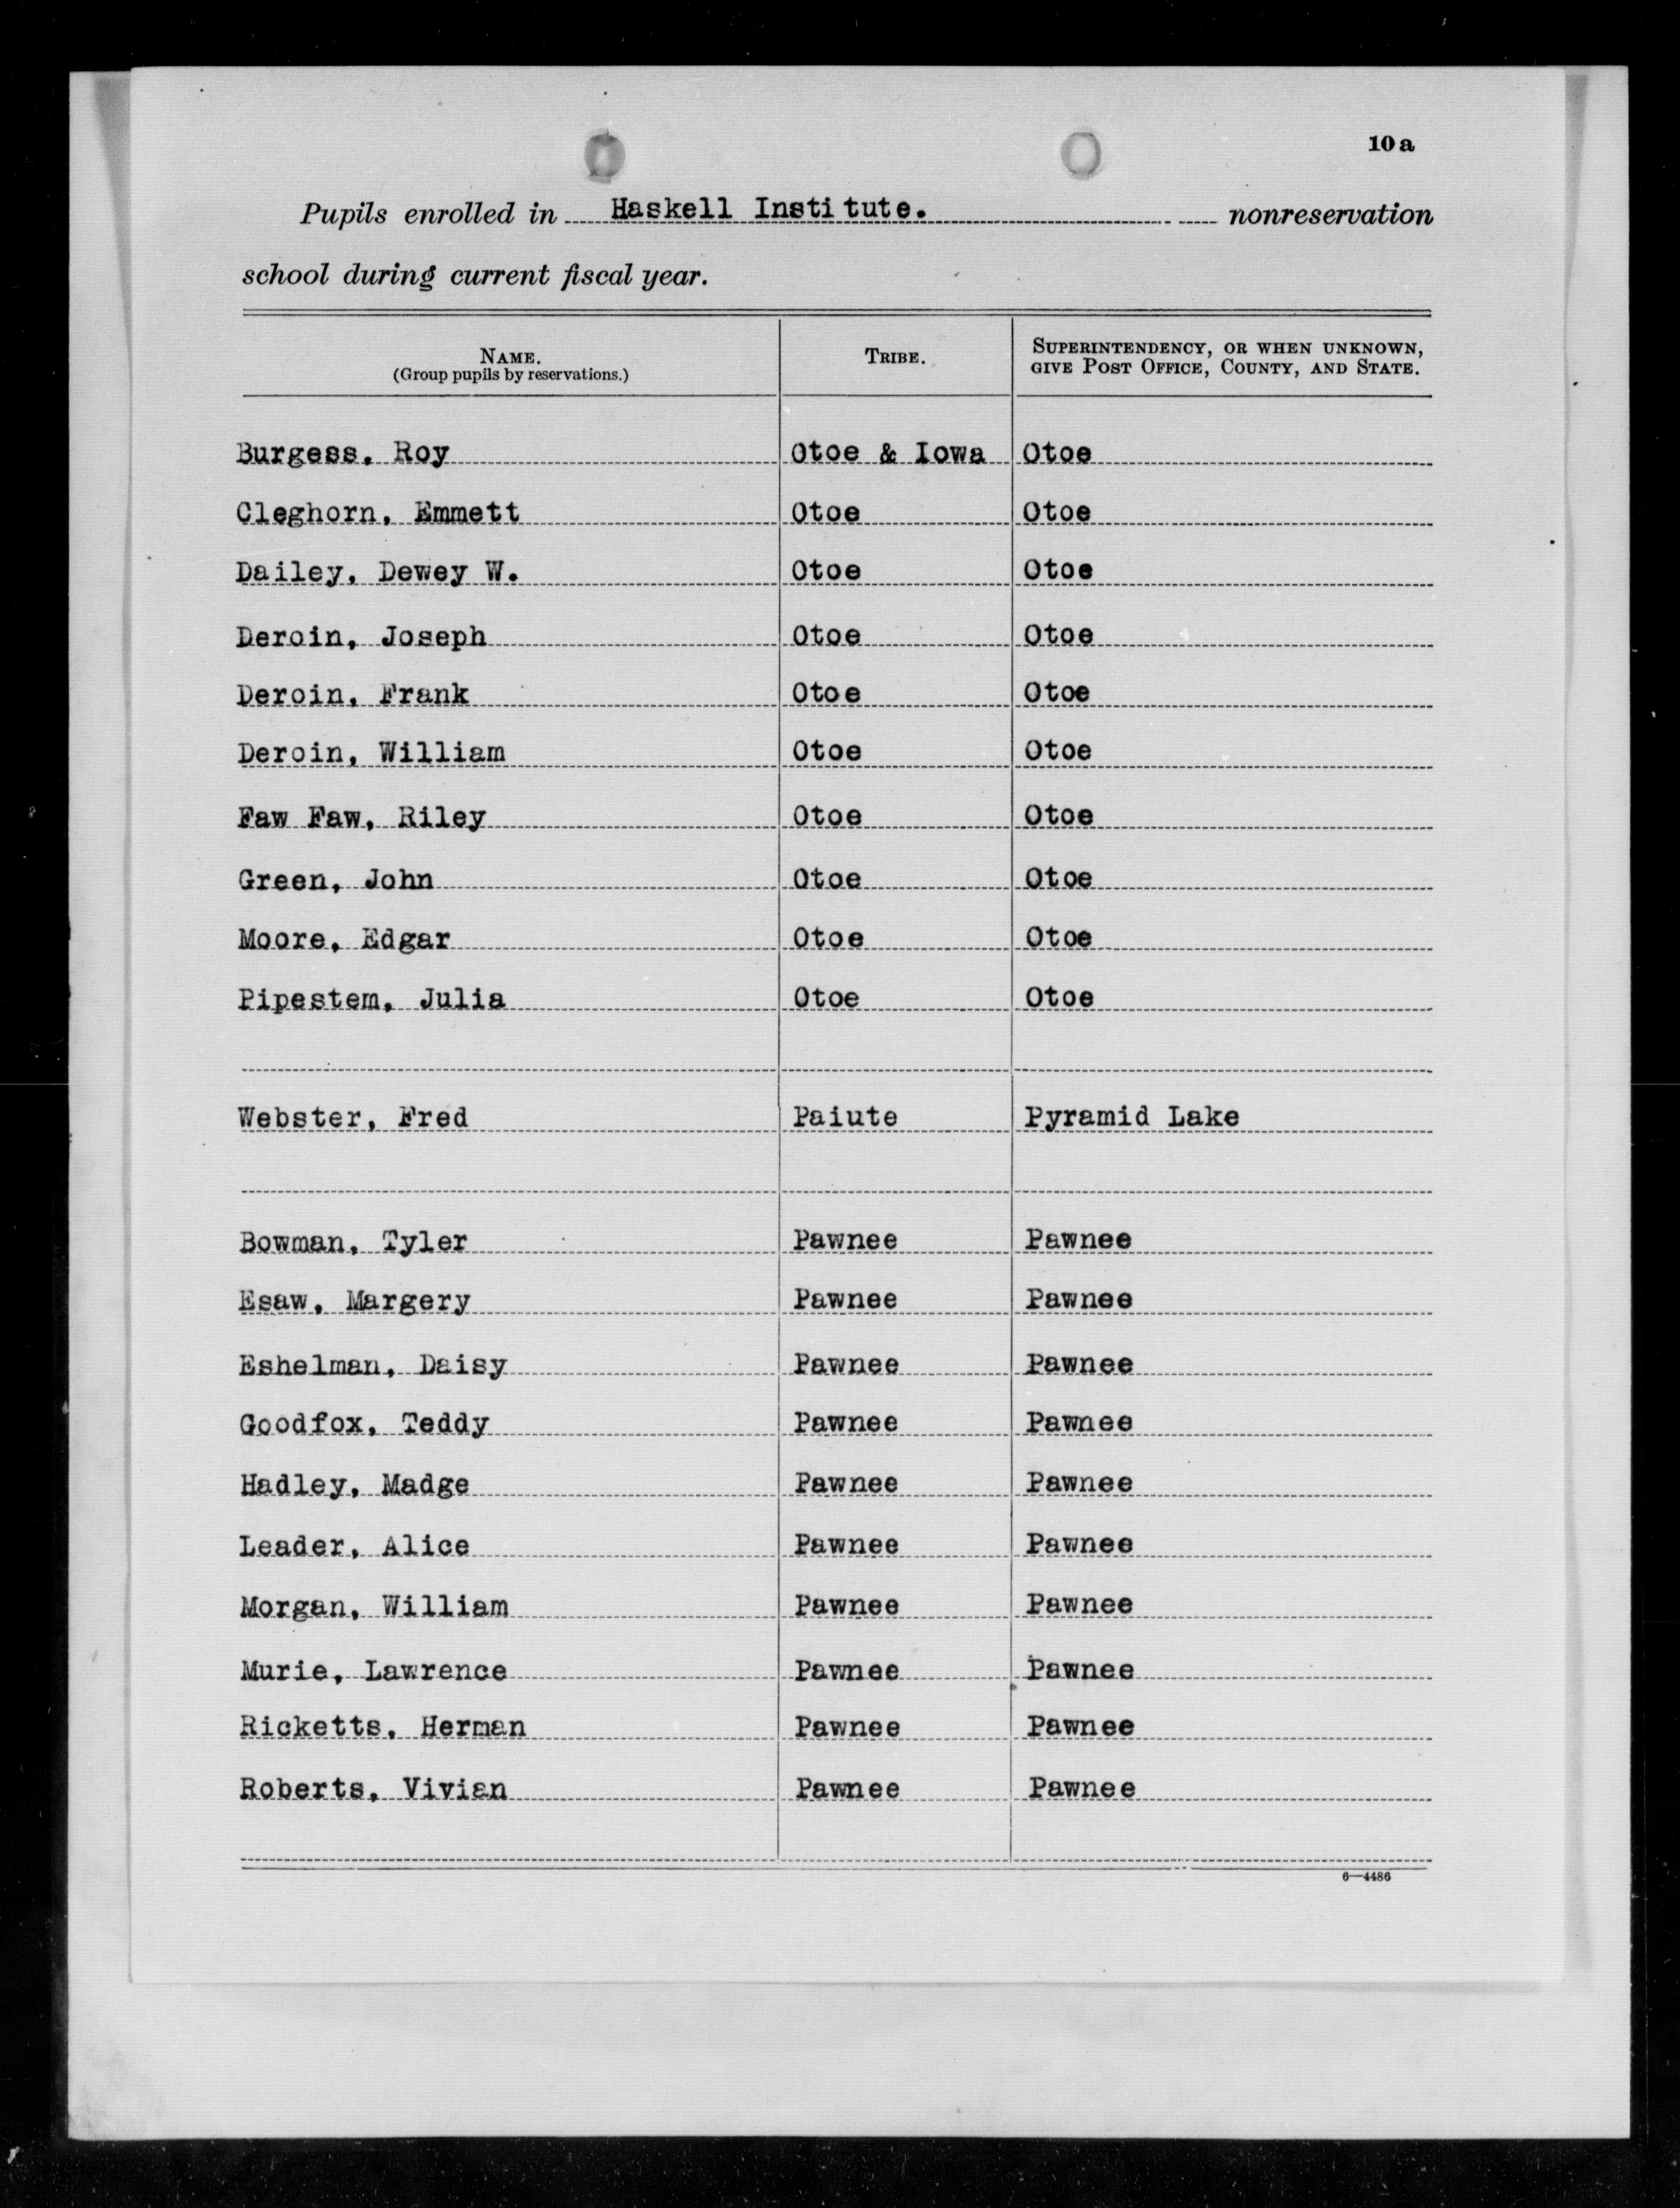 10a
Pupils enrolled in Haskell Institute. nonreservation
school during current fiscal year.
NAME. TRIBE. SUPERINTENDENCY, OR WHEN UNKNOWN,
(Group pupils by reservations.) GIVE POST OFFICE, COUNTY, AND STATE.
Burgess, Roy Otoe & Iowa Otoe
Cleghorn, Emmett Otoe Otoe
Dailey, Dewey W. Otoe Otoe
Deroin, Joseph Otoe Otoe
Deroin, Frank Otoe Otoe
Deroin, William Otoe Otoe
Faw Faw, Riley Otoe Otoe
Green, John Otoe Otoe
Moore, Edgar Otoe Otoe
Pipestem, Julia Otoe Otoe
Webster, Fred Paiute Pyramid Lake
Bowman, Tyler Pawnee Pawnee
Esaw, Margery Pawnee Pawnee
Eshelman, Daisy Pawnee Pawnee
Goodfox, Teddy Pawnee Pawnee
Hadley, Madge Pawnee Pawnee
Leader, Alice Pawnee Pawnee
Morgan, William Pawnee Pawnee
Murie, Lawrence Pawnee Pawnee
Ricketts, Herman Pawnee Pawnee
Roberts, Vivian Pawnee Pawnee
6—4486